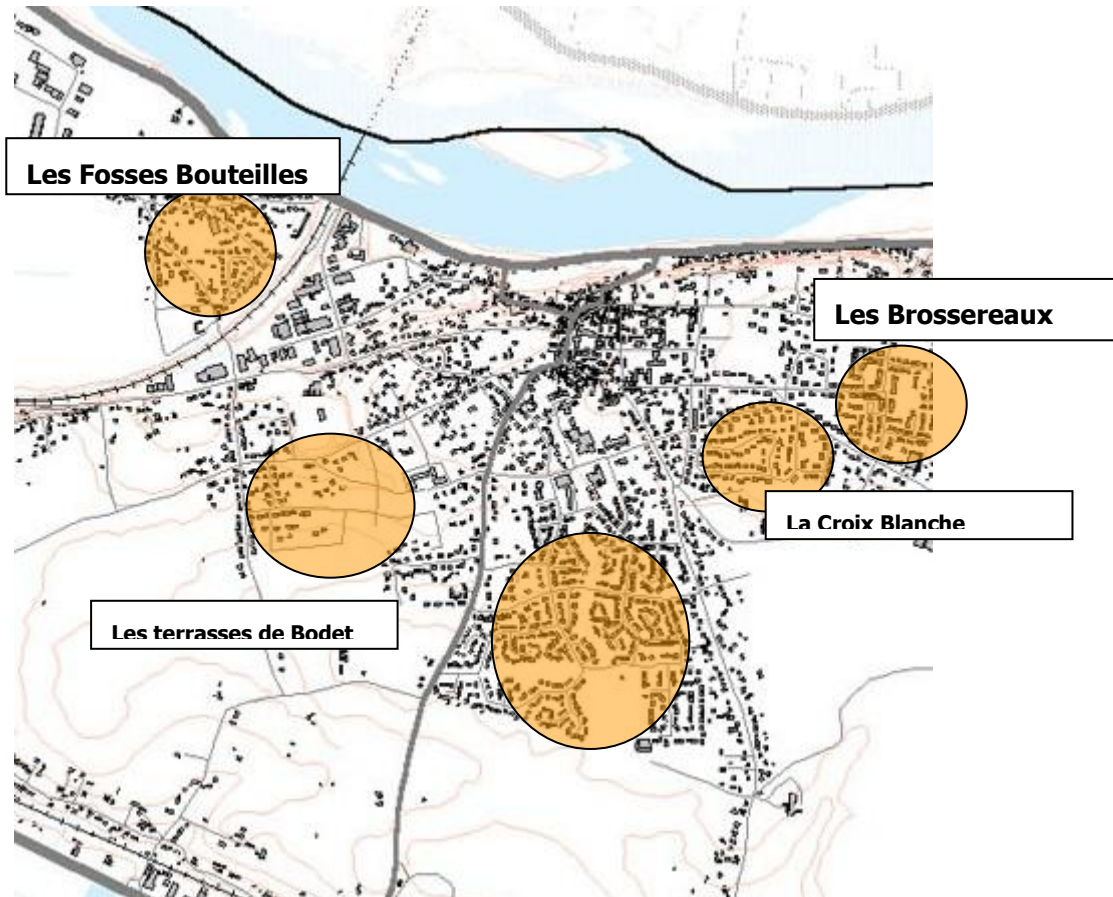 Les Fosses Bouteilles
Les Brossereaux
La Croix Blanche
Les terrasses de Bodet